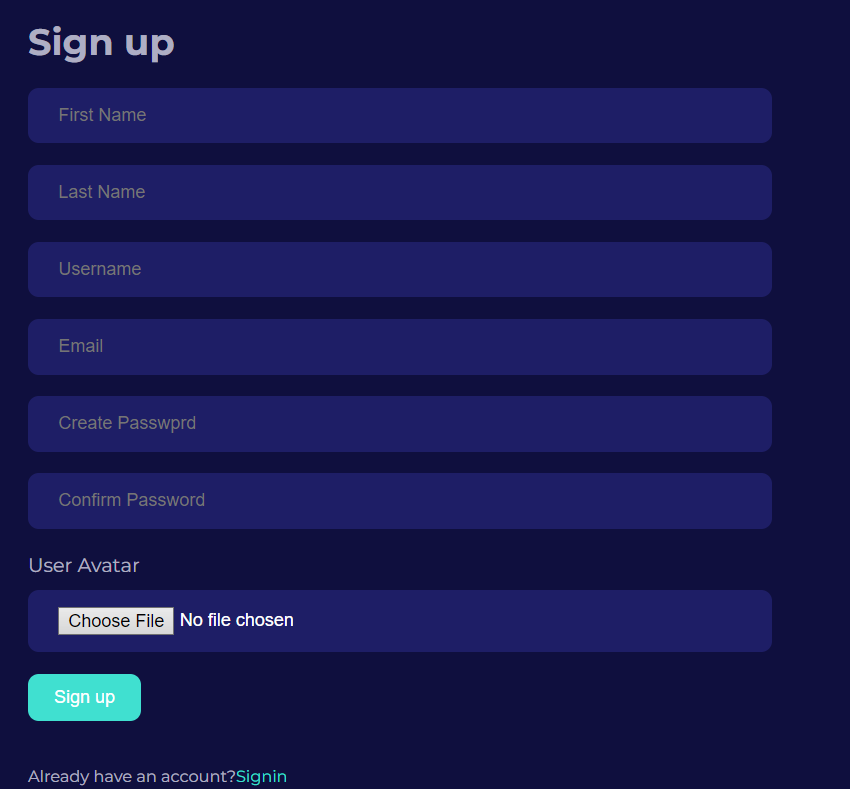 Sign up
First Name
Last Name
Username
Email
Create Passwprd
Confirm Password
User Avatar
Choose File No file chosen
Sign up
Already have an account?Signin